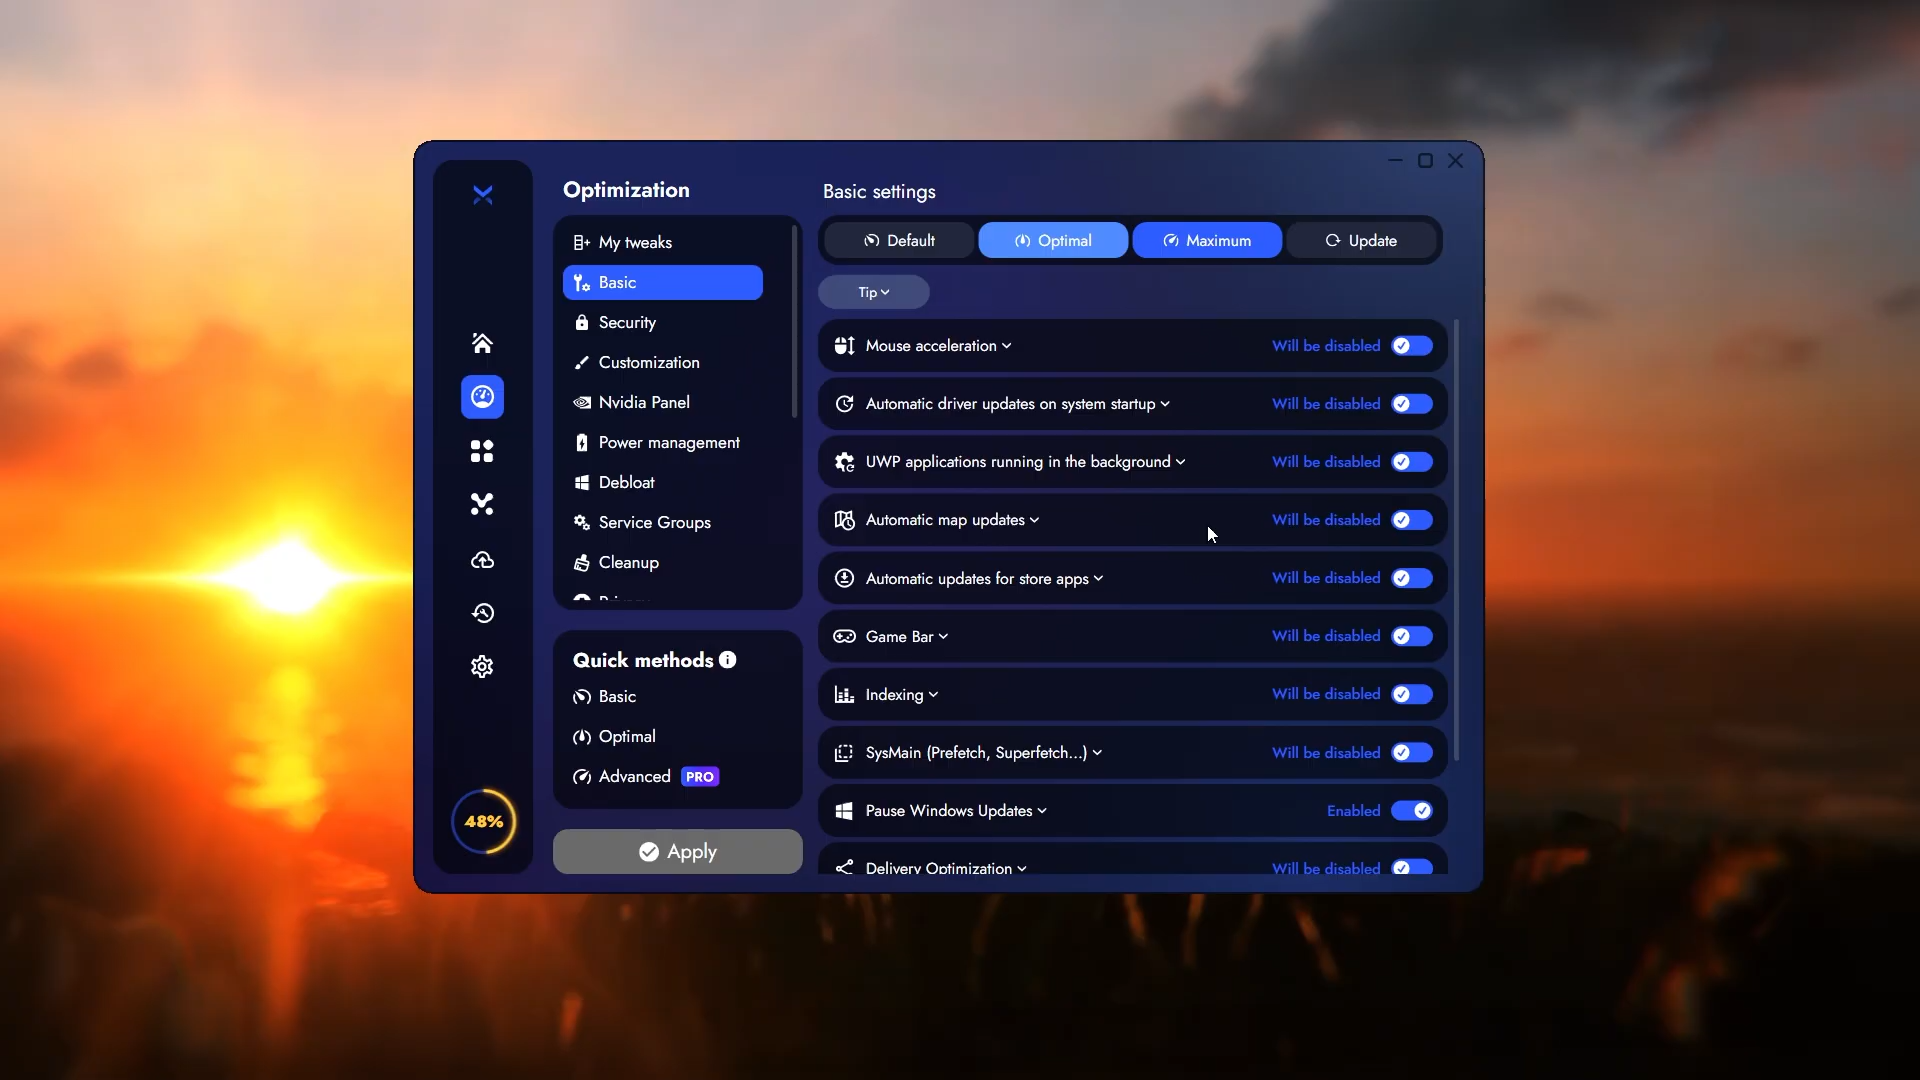 Optimization
My tweaks
Basic
Security
Customization
Nvidia Panel
Power management
Debloat
Service Groups
Cleanup
Quick methods
Basic
Optimal
Advanced PRO
Apply
48%
Basic settings
Default Optimal Maximum Update
Tip
Mouse acceleration Will be disabled
Automatic driver updates on system startup Will be disabled
UWP applications running in the background Will be disabled
Automatic map updates Will be disabled
Automatic updates for store apps Will be disabled
Game Bar Will be disabled
Indexing Will be disabled
SysMain (Prefetch, Superfetch...) Will be disabled
Pause Windows Updates Enabled
Delivery Optimization Will be disabled